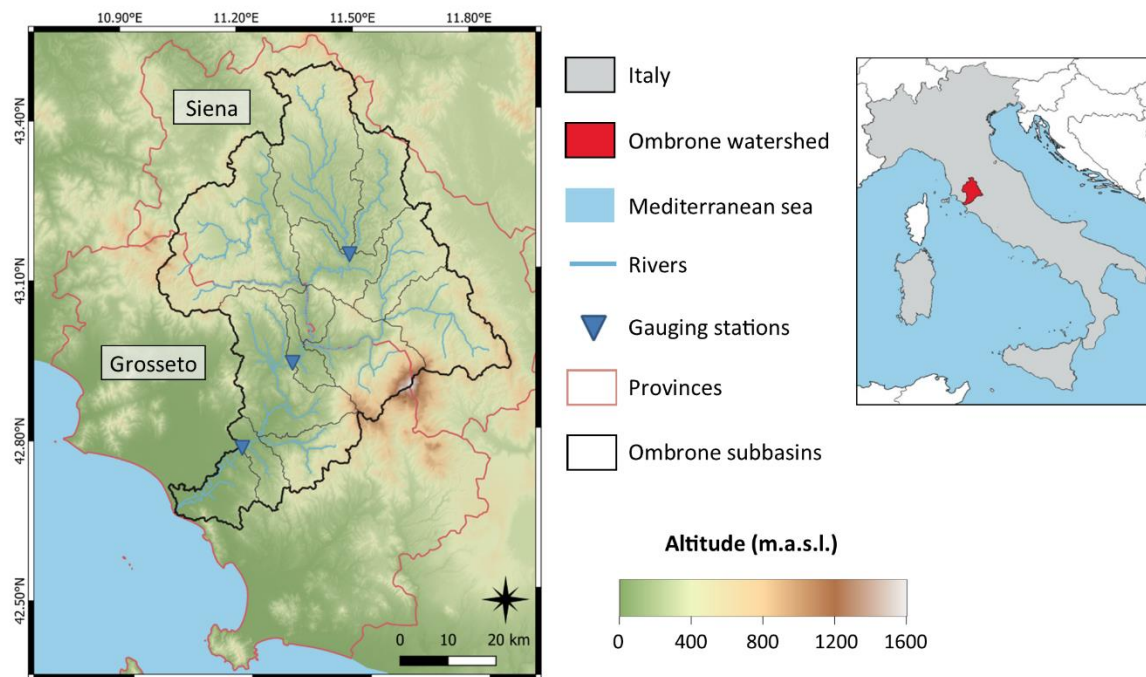 10.90°E 11.20°E 11.50°E 11.80°E
43.40°N
43.10°N
42.80°N
42.50°N
Siena
Grosseto
0 10 20 km
Italy
Ombrone watershed
Mediterranean sea
Rivers
Gauging stations
Provinces
Ombrone subbasins
Altitude (m.a.s.l.)
0 400 800 1200 1600